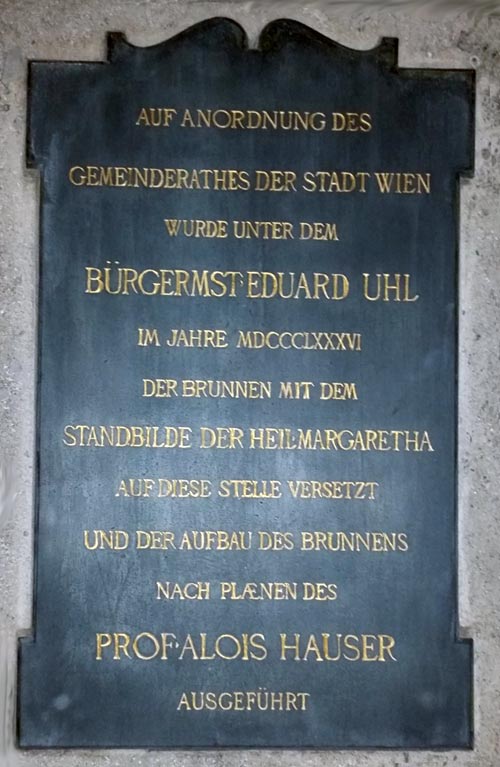 AUF ANORDNUNG DES
GEMEINDERATHES DER STADT WIEN
WURDE UNTER DEM
BÜRGERMST. EDUARD UHL
IM JAHRE MDCCCLXXXVI
DER BRUNNEN MIT DEM
STANDBILDE DER HEIL. MARGARETHA
AUF DIESE STELLE VERSETZT
UND DER AUFBAU DES BRUNNENS
NACH PLÆNEN DES
PROF. ALOIS HAUSER
AUSGEFÜHRT